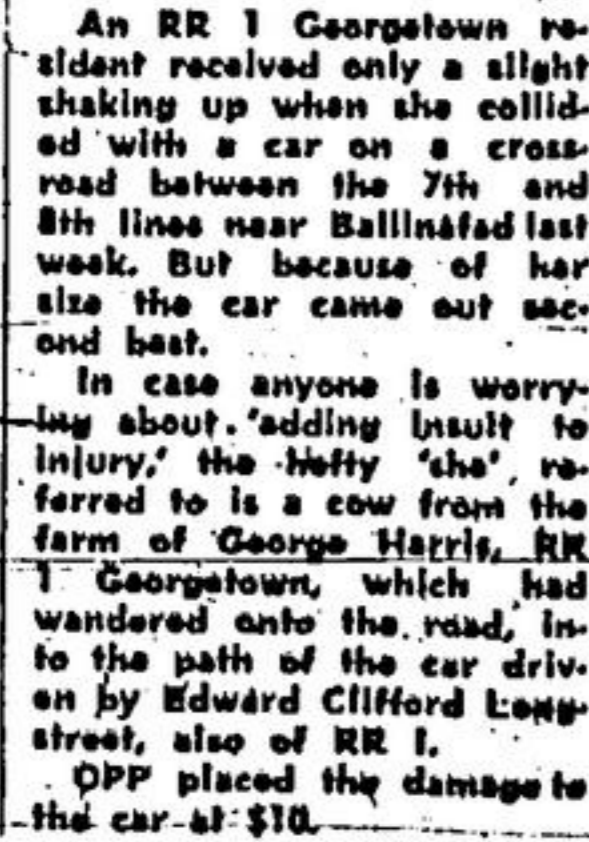 An RR 1 Georgetown re-
sident received only a slight
shaking up when she collid-
ed with a car on a cross-
road between the 7th and
8th lines near Ballinafad last
week. But because of her
size the car came out sec-
ond best.
In case anyone is worry-
ing about 'adding insult to
injury,' the hefty 'she' re-
ferred to is a cow from the
farm of George Harris, RR
1 Georgetown, which had
wandered onto the road, in-
to the path of the car driv-
en by Edward Clifford Long-
street, also of RR 1.
OPP placed the damage to
the car at $10.